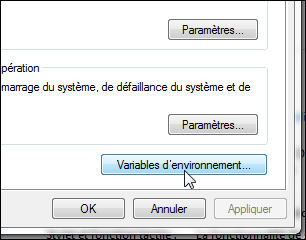 Paramètres...
pération
marrage du système, de défaillance du système et de
Paramètres...
Variables d'environnement...
OK
Annuler
Appliquer